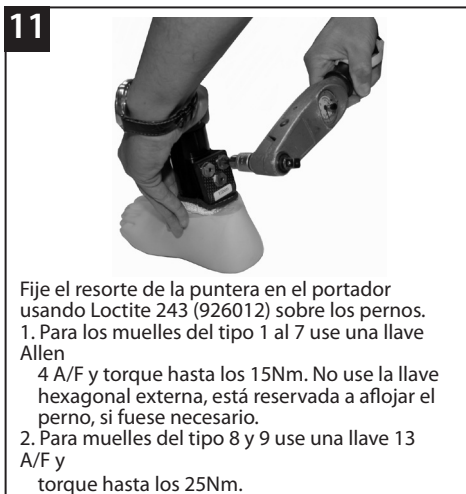 11
Fije el resorte de la puntera en el portador
usando Loctite 243 (926012) sobre los pernos.
1. Para los muelles del tipo 1 al 7 use una llave
Allen
4 A/F y torque hasta los 15Nm. No use la llave
hexagonal externa, está reservada a aflojar el
perno, si fuese necesario.
2. Para muelles del tipo 8 y 9 use una llave 13
A/F y
torque hasta los 25Nm.